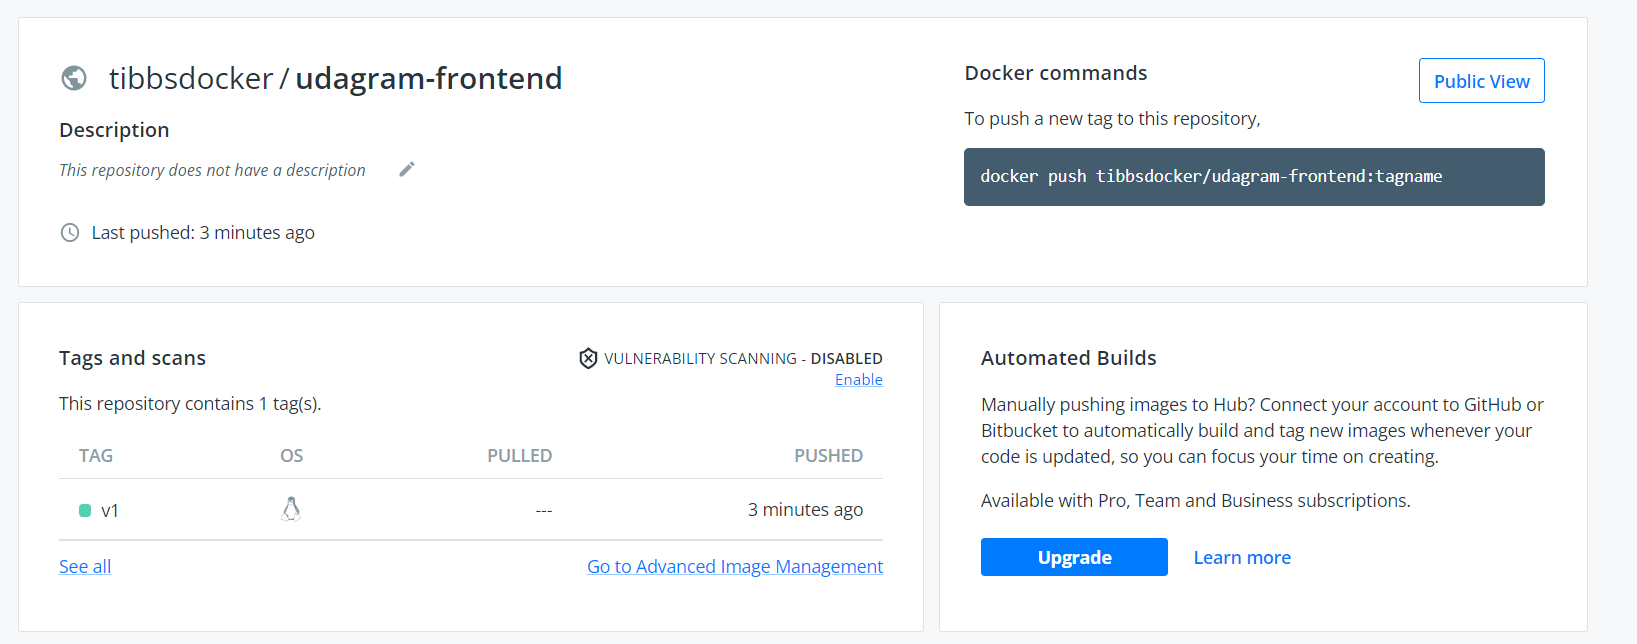 tibbsdocker / udagram-frontend
Description
This repository does not have a description
Last pushed: 3 minutes ago
Docker commands
Public View
To push a new tag to this repository,
docker push tibbsdocker/udagram-frontend:tagname
Tags and scans
VULNERABILITY SCANNING - DISABLED
Enable
This repository contains 1 tag(s).
TAG OS PULLED PUSHED
v1 --- 3 minutes ago
See all
Go to Advanced Image Management
Automated Builds
Manually pushing images to Hub? Connect your account to GitHub or
Bitbucket to automatically build and tag new images whenever your
code is updated, so you can focus your time on creating.
Available with Pro, Team and Business subscriptions.
Upgrade
Learn more